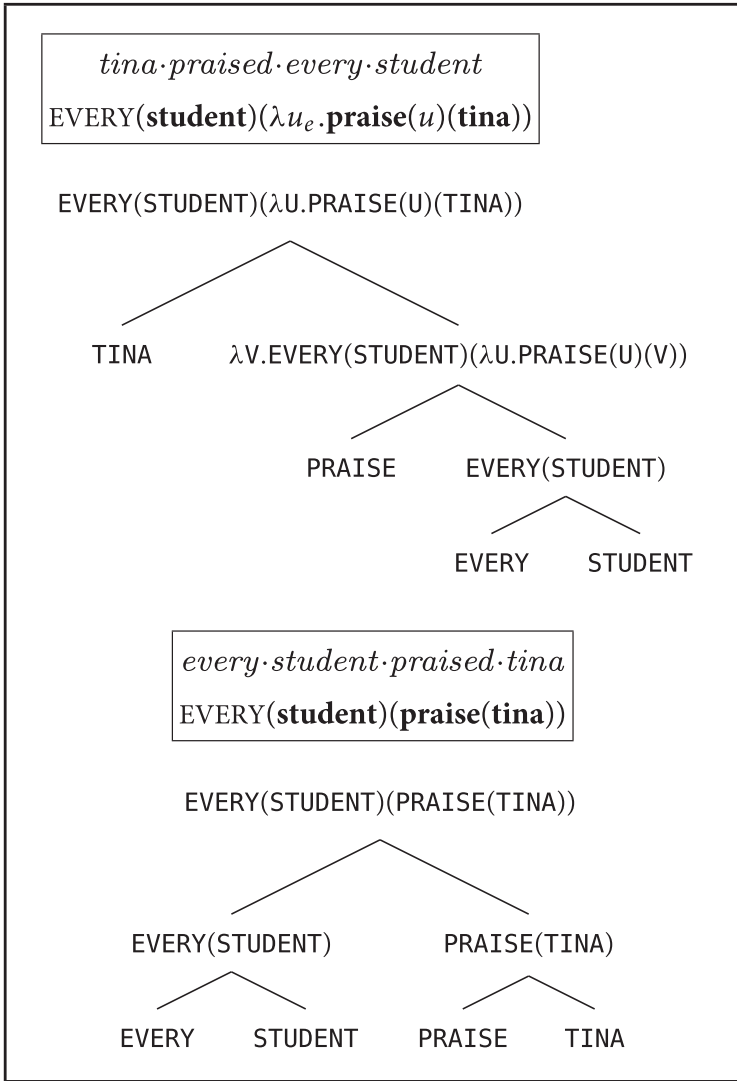 tina·praised·every·student
EVERY(student)(λuₑ.praise(u)(tina))
EVERY(STUDENT)(λU.PRAISE(U)(TINA))
TINA λV.EVERY(STUDENT)(λU.PRAISE(U)(V))
PRAISE EVERY(STUDENT)
EVERY STUDENT
every·student·praised·tina
EVERY(student)(praise(tina))
EVERY(STUDENT)(PRAISE(TINA))
EVERY(STUDENT) PRAISE(TINA)
EVERY STUDENT PRAISE TINA